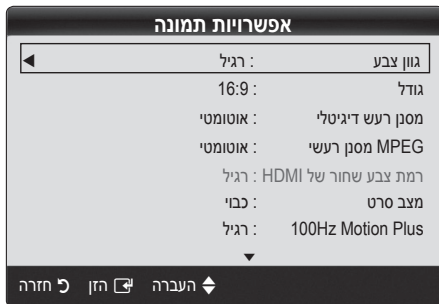 אפשרויות תמונה
גוון צבע : רגיל ◀
גודל : 16:9
מסנן רעש דיגיטלי : אוטומטי
MPEG מסנן רעשי : אוטומטי
רמת צבע שחור של HDMI : רגיל
מצב סרט : כבוי
100Hz Motion Plus : רגיל
▼
העברה הזן חזרה